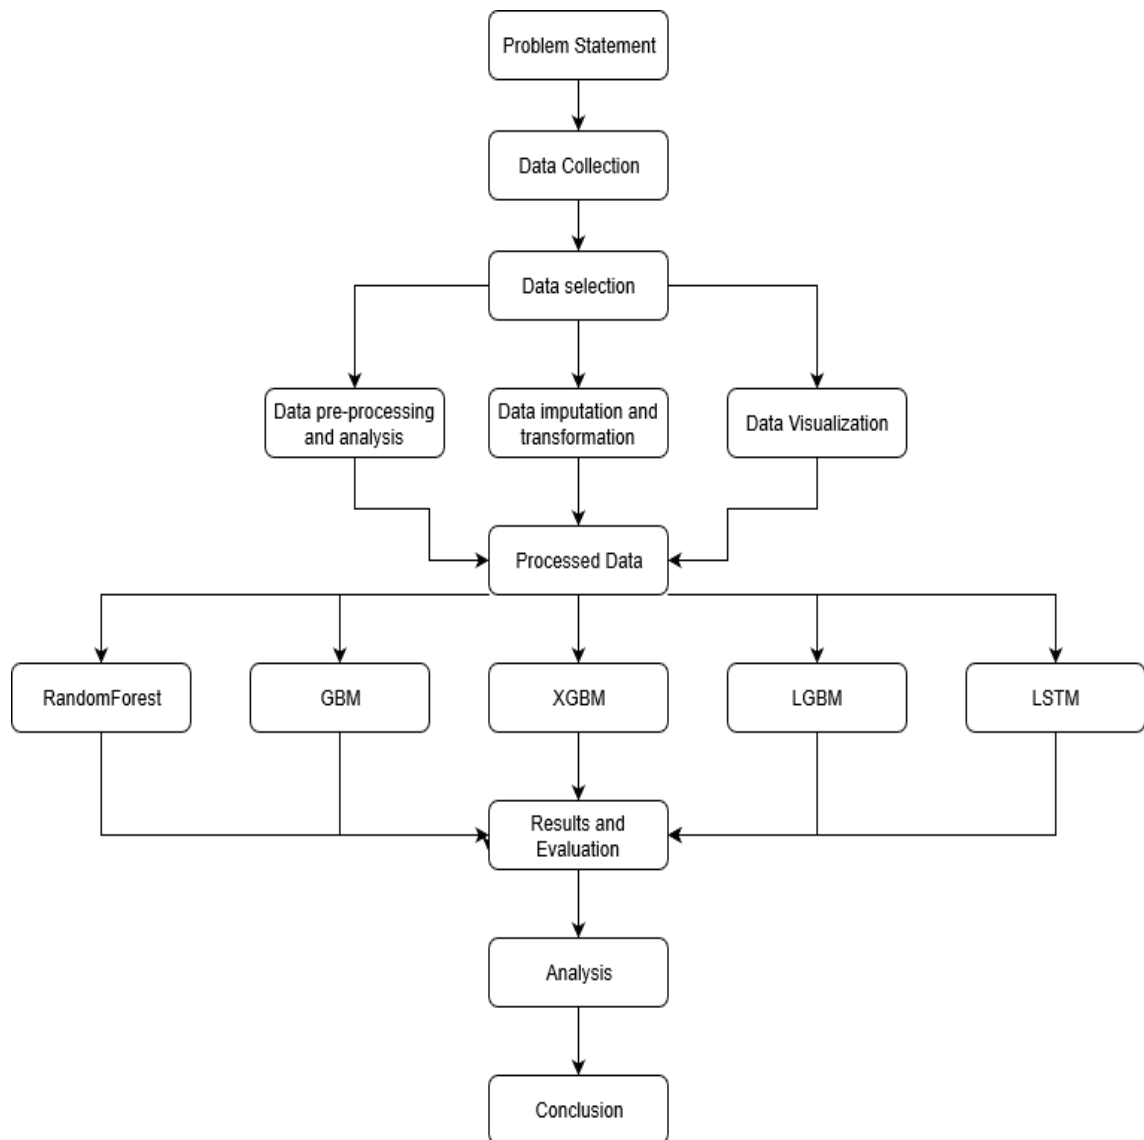 Problem Statement
Data Collection
Data selection
Data pre-processing
and analysis
Data imputation and
transformation
Data Visualization
Processed Data
RandomForest
GBM
XGBM
LGBM
LSTM
Results and
Evaluation
Analysis
Conclusion